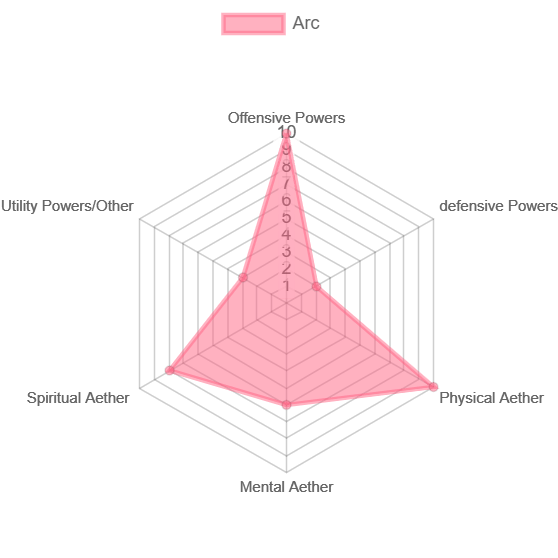 Arc
Offensive Powers
10
9
8
7
6
5
4
3
2
1
Utility Powers/Other
defensive Powers
Spiritual Aether
Physical Aether
Mental Aether